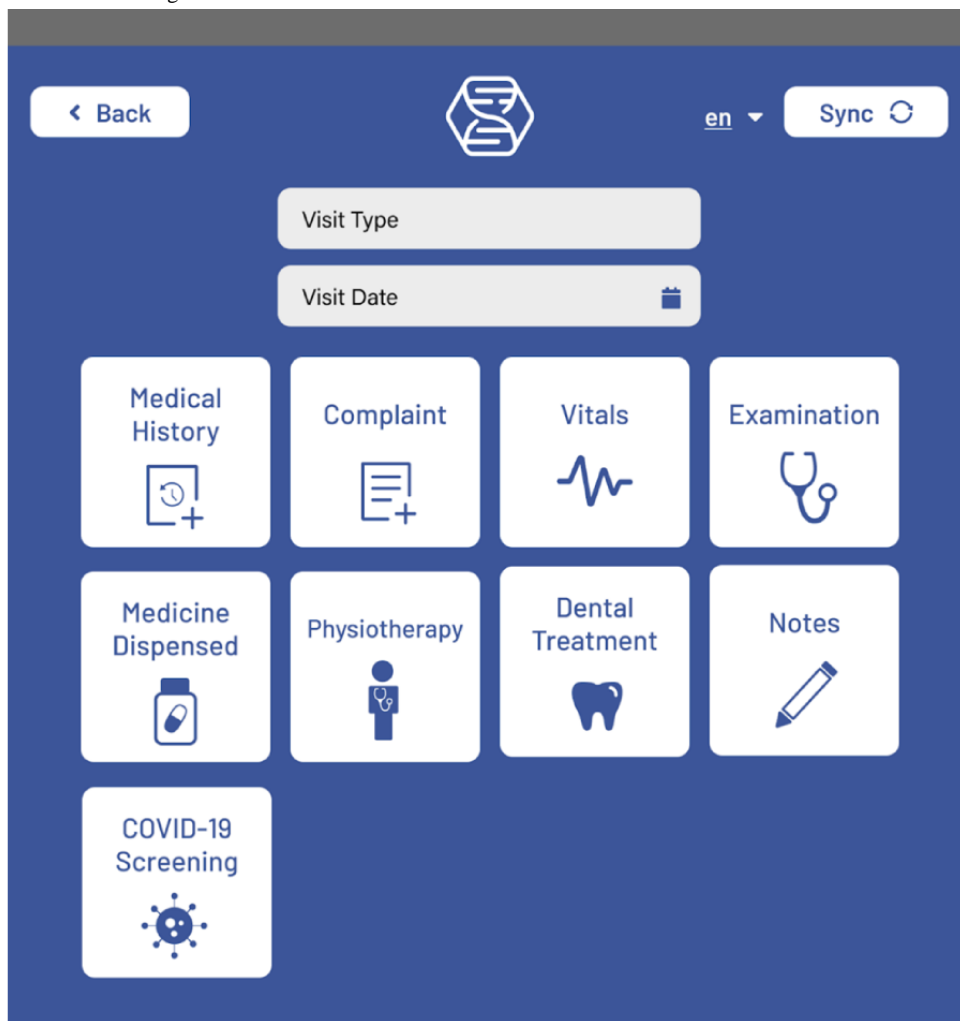 Back
en
Sync
Visit Type
Visit Date
Medical
History
Complaint
Vitals
Examination
Medicine
Dispensed
Physiotherapy
Dental
Treatment
Notes
COVID-19
Screening